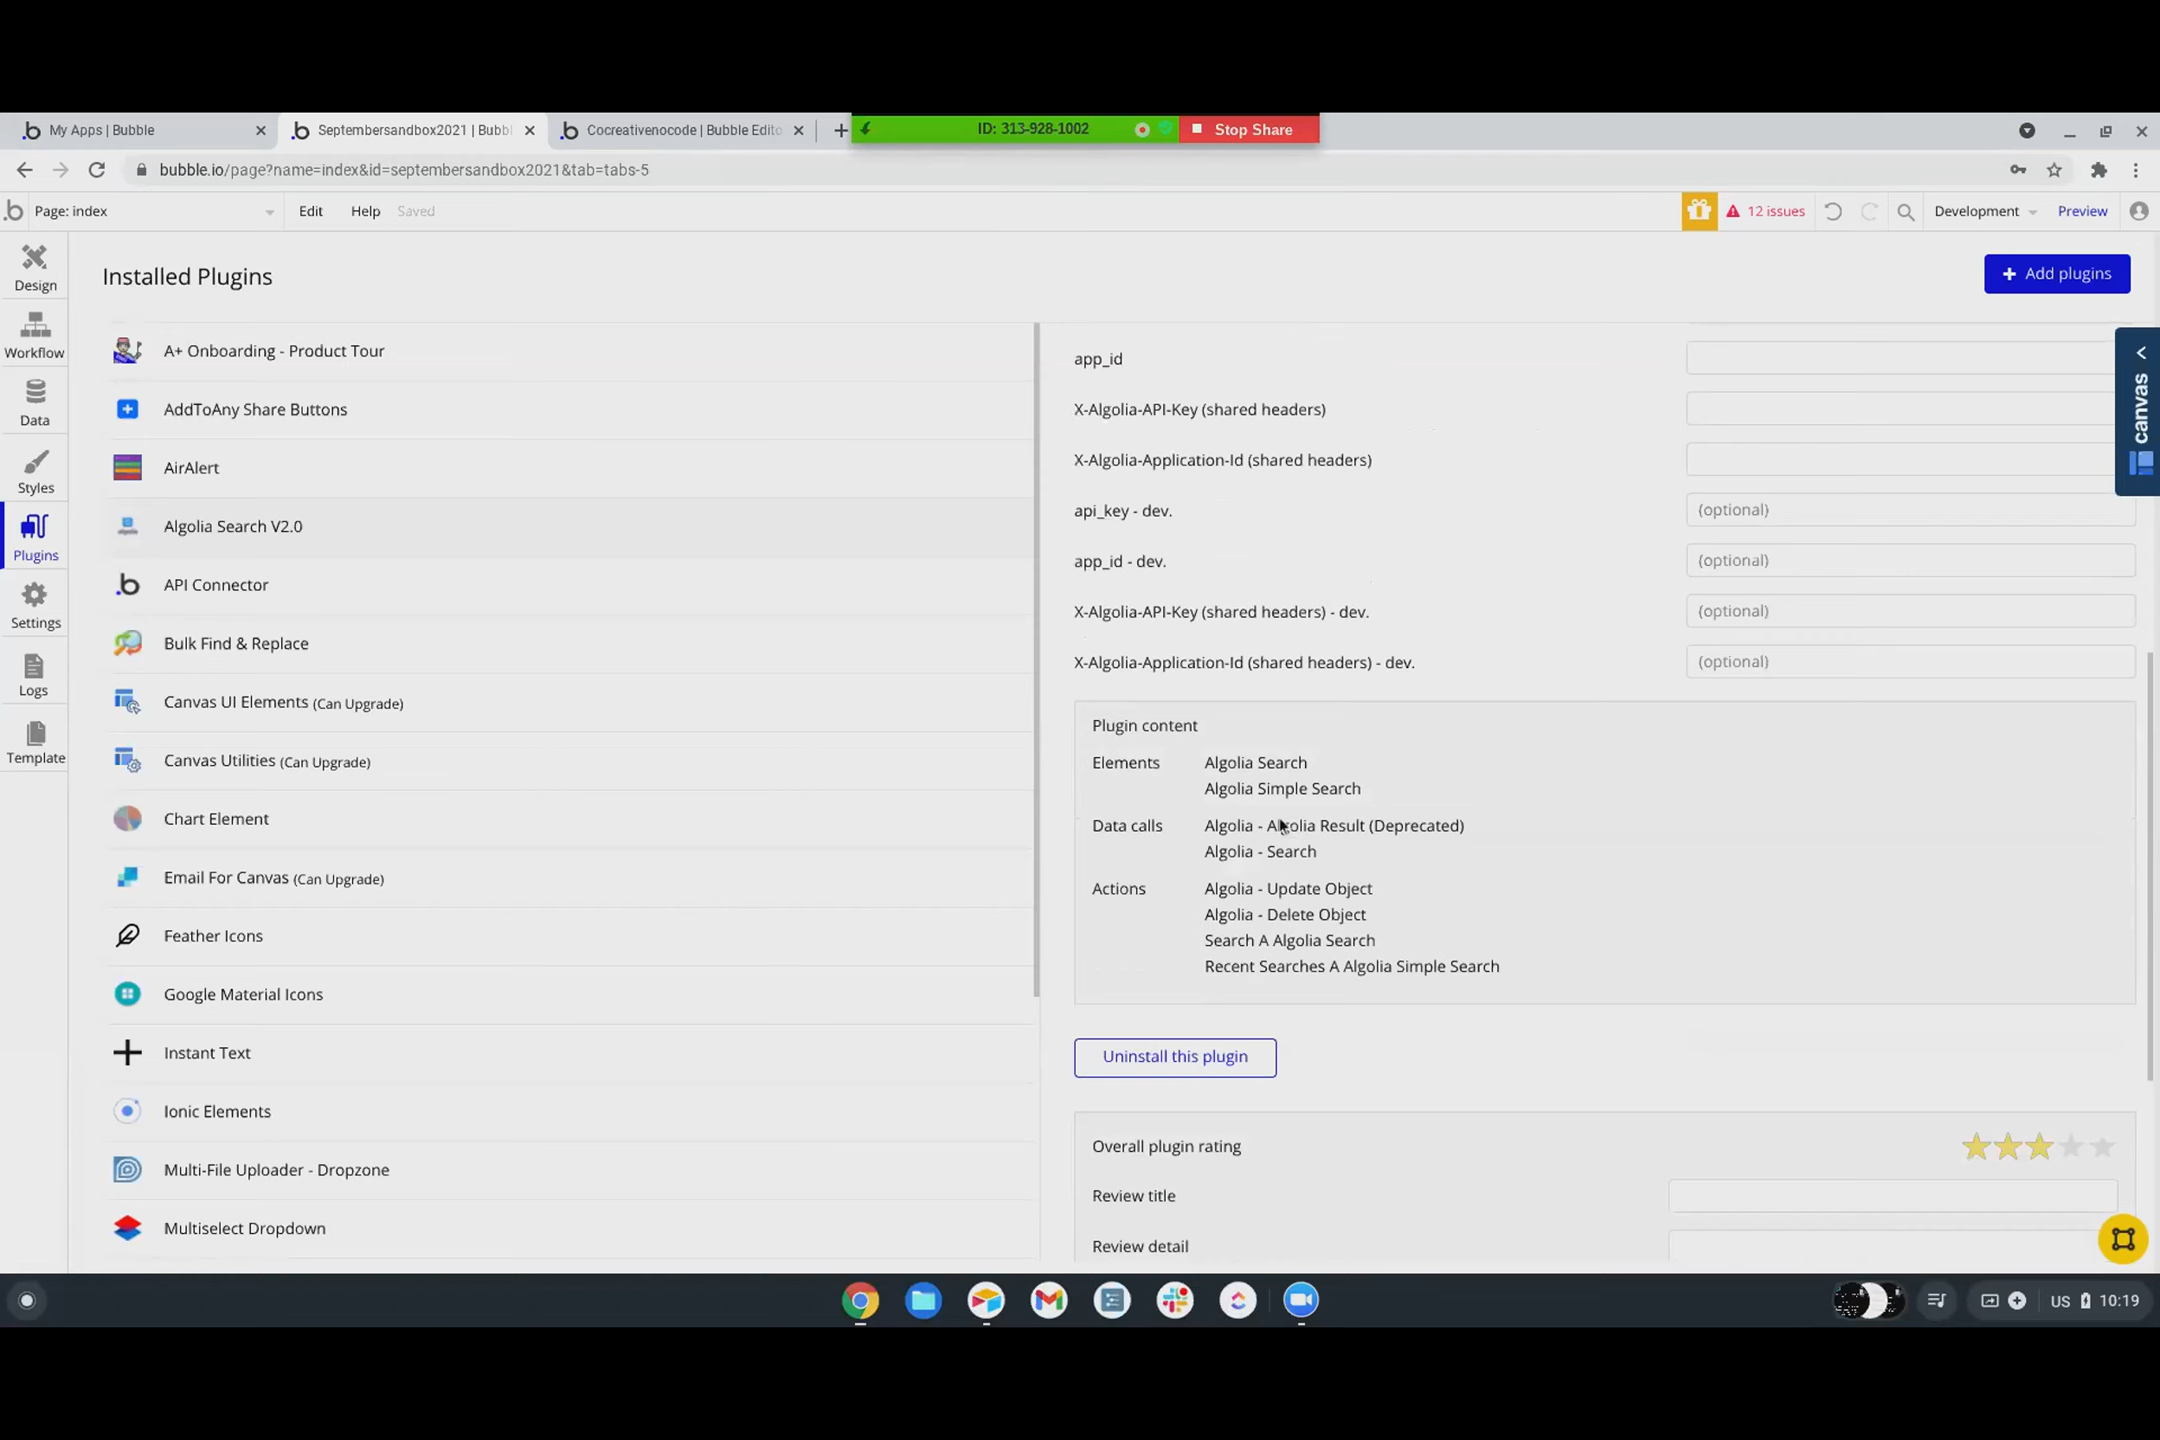 My Apps | Bubble
Septembersandbox2021 | Bubbl
Cocreativenocode | Bubble Edito
ID: 313-928-1002
Stop Share
bubble.io/page?name=index&id=septembersandbox2021&tab=tabs-5
Page: index
Edit
Help
Saved
12 issues
Development
Preview
Design
Workflow
Data
Styles
Plugins
Settings
Logs
Template
Installed Plugins
+ Add plugins
A+ Onboarding - Product Tour
AddToAny Share Buttons
AirAlert
Algolia Search V2.0
API Connector
Bulk Find & Replace
Canvas UI Elements (Can Upgrade)
Canvas Utilities (Can Upgrade)
Chart Element
Email For Canvas (Can Upgrade)
Feather Icons
Google Material Icons
Instant Text
Ionic Elements
Multi-File Uploader - Dropzone
Multiselect Dropdown
app_id
X-Algolia-API-Key (shared headers)
X-Algolia-Application-Id (shared headers)
api_key - dev. (optional)
app_id - dev. (optional)
X-Algolia-API-Key (shared headers) - dev. (optional)
X-Algolia-Application-Id (shared headers) - dev. (optional)
canvas
Plugin content
Elements Algolia Search
Algolia Simple Search
Data calls Algolia - Algolia Result (Deprecated)
Algolia - Search
Actions Algolia - Update Object
Algolia - Delete Object
Search A Algolia Search
Recent Searches A Algolia Simple Search
Uninstall this plugin
Overall plugin rating
Review title
Review detail
US 10:19